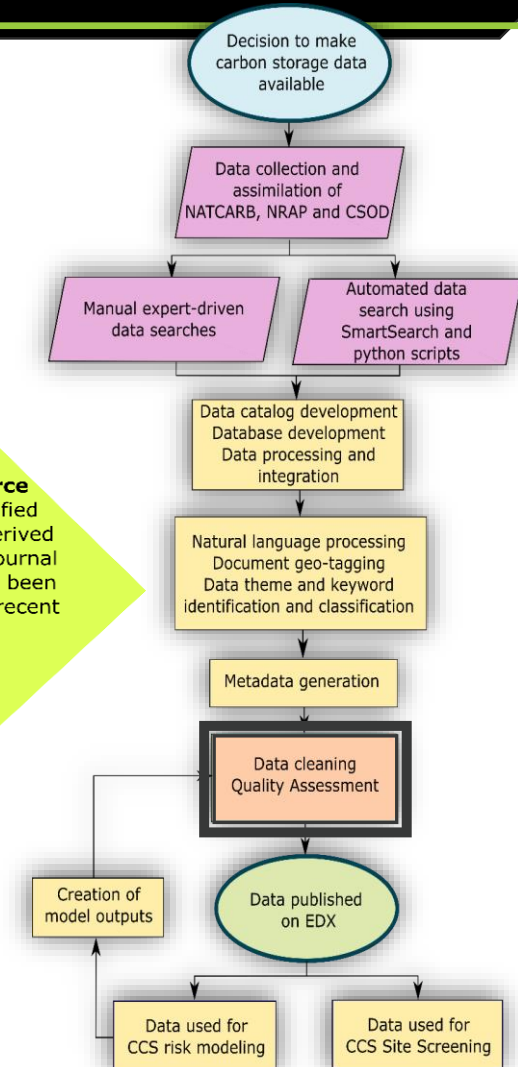 Decision to make
carbon storage data
available
Data collection and
assimilation of
NATCARB, NRAP and CSOD
Manual expert-driven
data searches
Automated data
search using
SmartSearch and
python scripts
Data catalog development
Database development
Data processing and
integration
Natural language processing
Document geo-tagging
Data theme and keyword
identification and classification
Metadata generation
Data cleaning
Quality Assessment
Data published
on EDX
Creation of
model outputs
Data used for
CCS risk modeling
Data used for
CCS Site Screening
been
recent